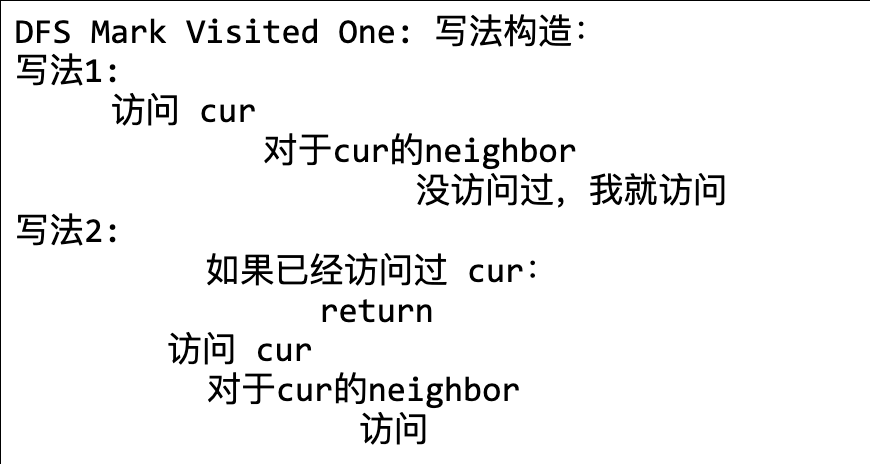 DFS Mark Visited One: 写法构造：
写法1:
访问 cur
对于cur的neighbor
没访问过，我就访问
写法2:
如果已经访问过 cur：
return
访问 cur
对于cur的neighbor
访问